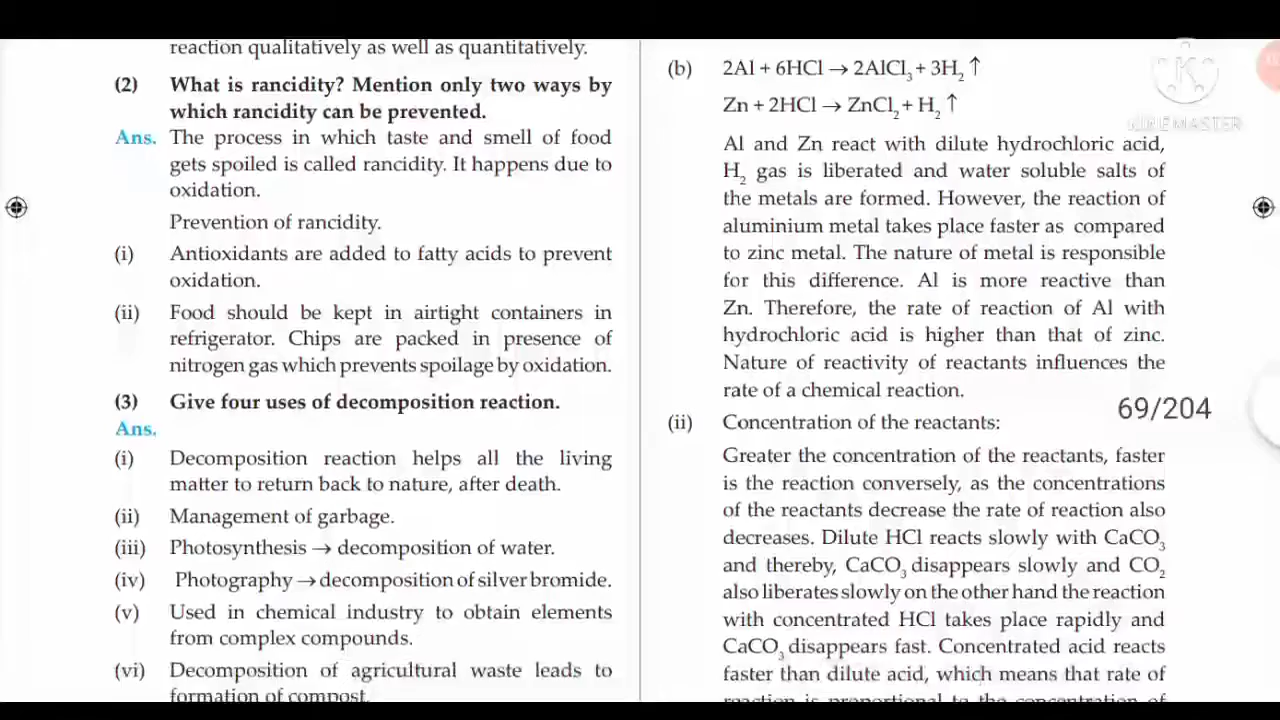 reaction qualitatively as well as quantitatively.
(2) What is rancidity? Mention only two ways by
which rancidity can be prevented.
Ans. The process in which taste and smell of food
gets spoiled is called rancidity. It happens due to
oxidation.
Prevention of rancidity.
(i) Antioxidants are added to fatty acids to prevent
oxidation.
(ii) Food should be kept in airtight containers in
refrigerator. Chips are packed in presence of
nitrogen gas which prevents spoilage by oxidation.
(3) Give four uses of decomposition reaction.
Ans.
(i) Decomposition reaction helps all the living
matter to return back to nature, after death.
(ii) Management of garbage.
(iii) Photosynthesis → decomposition of water.
(iv) Photography → decomposition of silver bromide.
(v) Used in chemical industry to obtain elements
from complex compounds.
(vi) Decomposition of agricultural waste leads to
formation of compost.
(b) 2Al + 6HCl → 2AlCl₃ + 3H₂ ↑
Zn + 2HCl → ZnCl₂ + H₂ ↑
Al and Zn react with dilute hydrochloric acid,
H₂ gas is liberated and water soluble salts of
the metals are formed. However, the reaction of
aluminium metal takes place faster as compared
to zinc metal. The nature of metal is responsible
for this difference. Al is more reactive than
Zn. Therefore, the rate of reaction of Al with
hydrochloric acid is higher than that of zinc.
Nature of reactivity of reactants influences the
rate of a chemical reaction.
(ii) Concentration of the reactants:
Greater the concentration of the reactants, faster
is the reaction conversely, as the concentrations
of the reactants decrease the rate of reaction also
decreases. Dilute HCl reacts slowly with CaCO₃
and thereby, CaCO₃ disappears slowly and CO₂
also liberates slowly on the other hand the reaction
with concentrated HCl takes place rapidly and
CaCO₃ disappears fast. Concentrated acid reacts
faster than dilute acid, which means that rate of
reaction is proportional to the concentration of
K
KINEMASTER
69/204